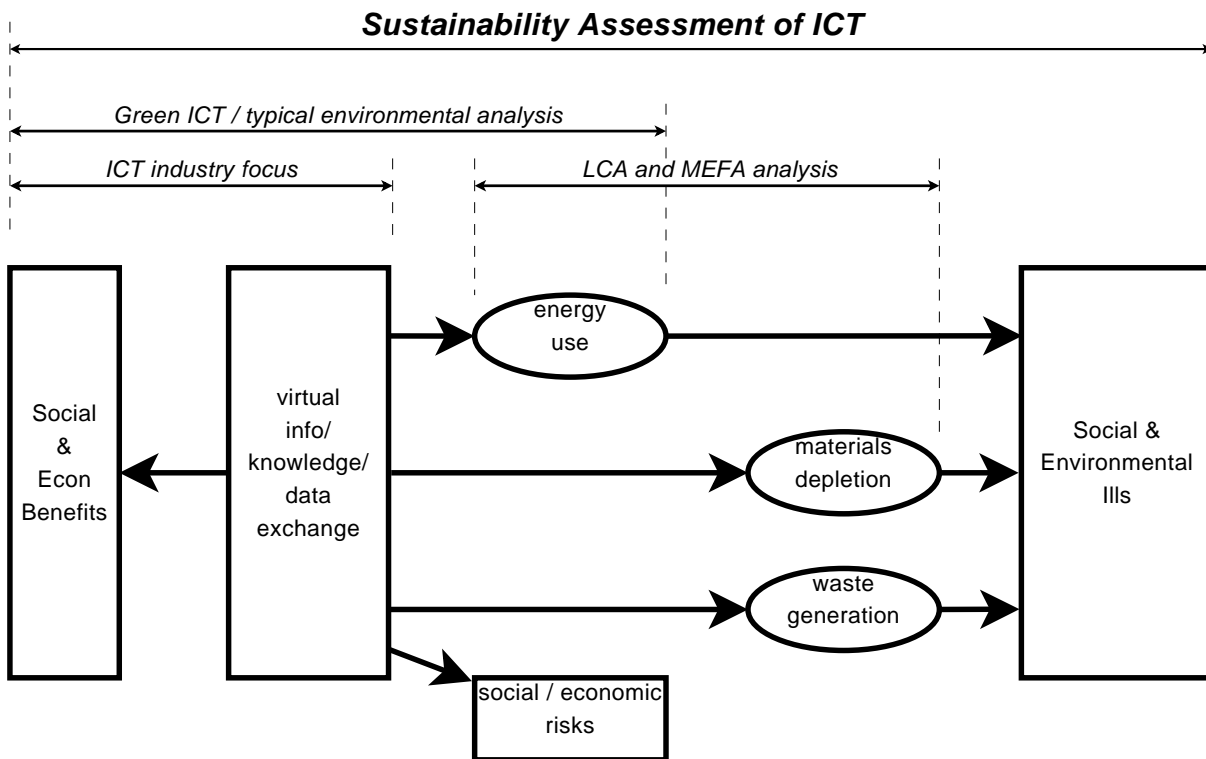 Sustainability Assessment of ICT
Green ICT / typical environmental analysis
ICT industry focus
LCA and MEFA analysis
Social
&
Econ
Benefits
virtual
info/
knowledge/
data
exchange
energy
use
materials
depletion
waste
generation
social / economic
risks
Social &
Environmental
Ills